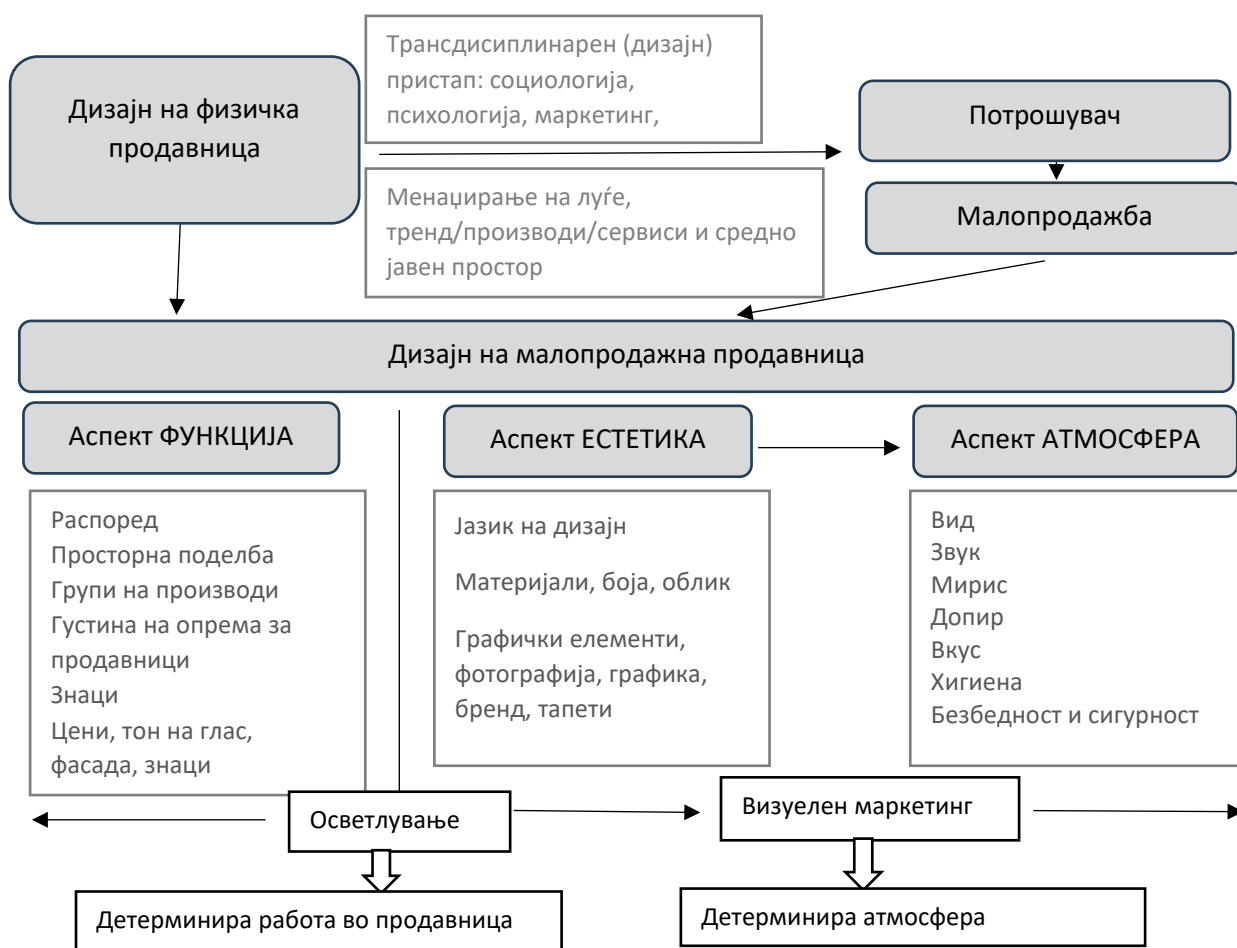 Трансдисиплинарен (дизајн)
пристап: социологија,
психологија, маркетинг,
Дизајн на физичка
продавница
Потрошувач
Менаџирање на луѓе,
тренд/производи/сервиси и средно
јавен простор
Малопродажба
Дизајн на малопродажна продавница
Аспект ФУНКЦИЈА
Аспект ЕСТЕТИКА
Аспект АТМОСФЕРА
Распоред
Просторна поделба
Групи на производи
Густина на опрема за
продавници
Знаци
Цени, тон на глас,
фасада, знаци
Јазик на дизајн
Материјали, боја, облик
Графички елементи,
фотографија, графика,
бренд, тапети
Вид
Звук
Мирис
Допир
Вкус
Хигиена
Безбедност и сигурност
Осветлување
Визуелен маркетинг
Детерминира работа во продавница
Детерминира атмосфера